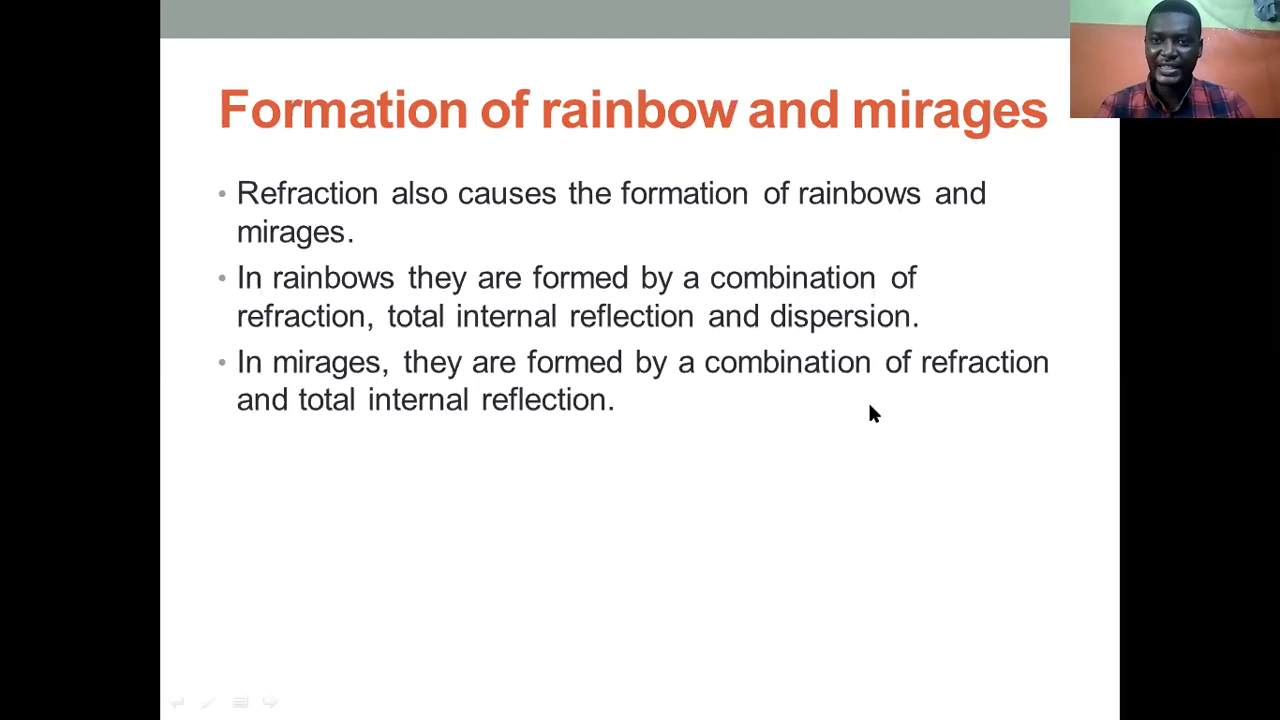 Formation of rainbow and mirages
• Refraction also causes the formation of rainbows and
mirages.
• In rainbows they are formed by a combination of
refraction, total internal reflection and dispersion.
• In mirages, they are formed by a combination of refraction
and total internal reflection.